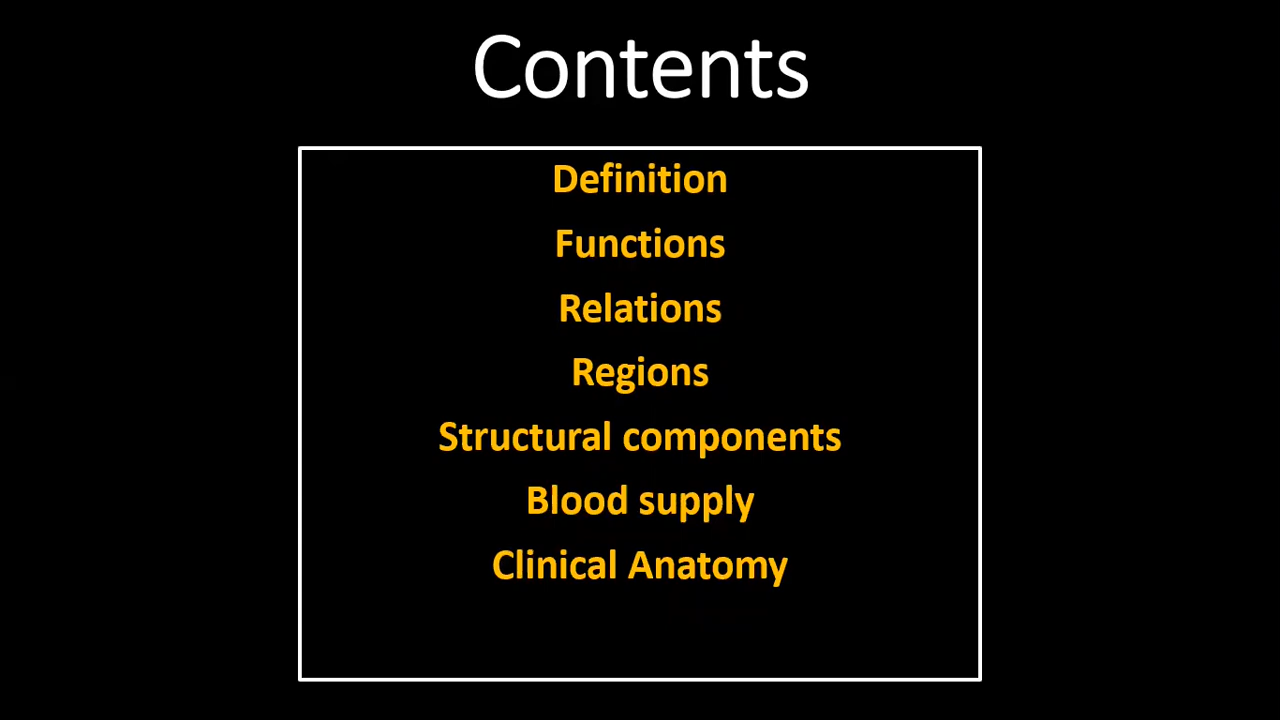 Contents
Definition
Functions
Relations
Regions
Structural components
Blood supply
Clinical Anatomy